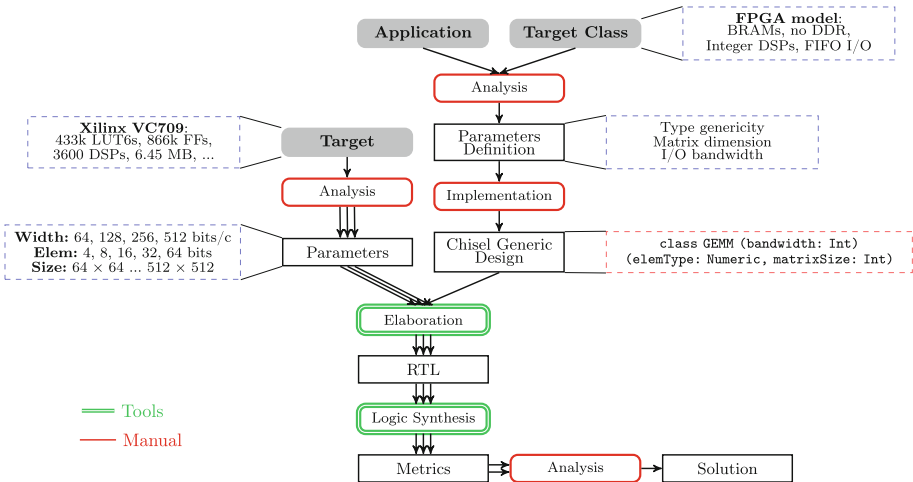 Application
Target Class
FPGA model:
BRAMs, no DDR,
Integer DSPs, FIFO I/O
Analysis
Xilinx VC709:
433k LUT6s, 866k FFs,
3600 DSPs, 6.45 MB, ...
Target
Parameters
Definition
Type genericity
Matrix dimension
I/O bandwidth
Analysis
Implementation
Width: 64, 128, 256, 512 bits/c
Elem: 4, 8, 16, 32, 64 bits
Size: 64 × 64 ... 512 × 512
Parameters
Chisel Generic
Design
class GEMM (bandwidth: Int)
(elemType: Numeric, matrixSize: Int)
Elaboration
RTL
Tools
Logic Synthesis
Manual
Metrics
Analysis
Solution